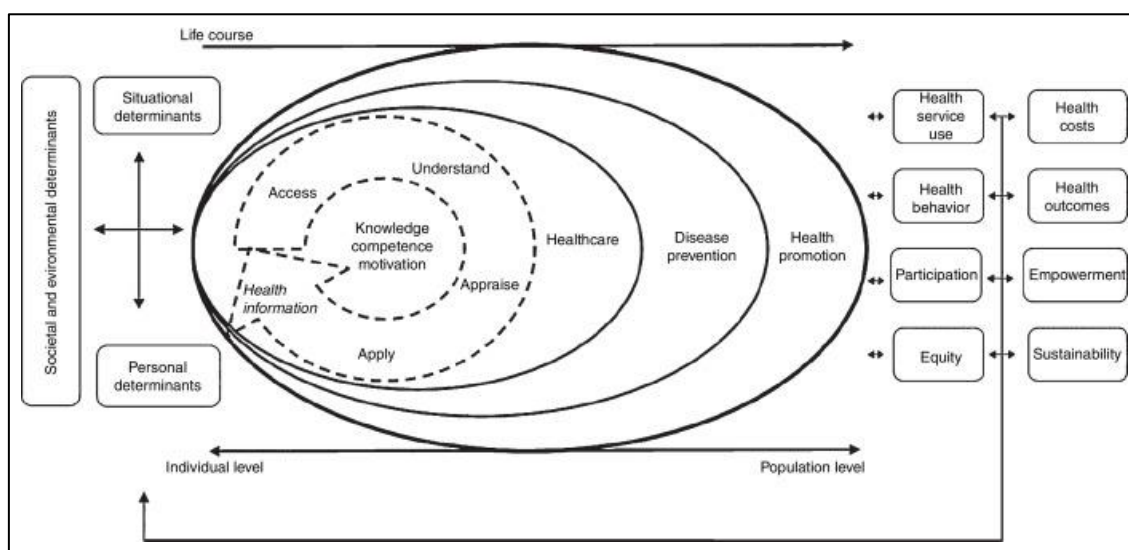 Life course
Societal and evironmental determinants
Situational
determinants
Personal
determinants
Access
Understand
Knowledge
competence
motivation
Health
information
Appraise
Apply
Healthcare
Disease
prevention
Health
promotion
Individual level
Population level
Health
service
use
Health
costs
Health
behavior
Health
outcomes
Participation
Empowerment
Equity
Sustainability